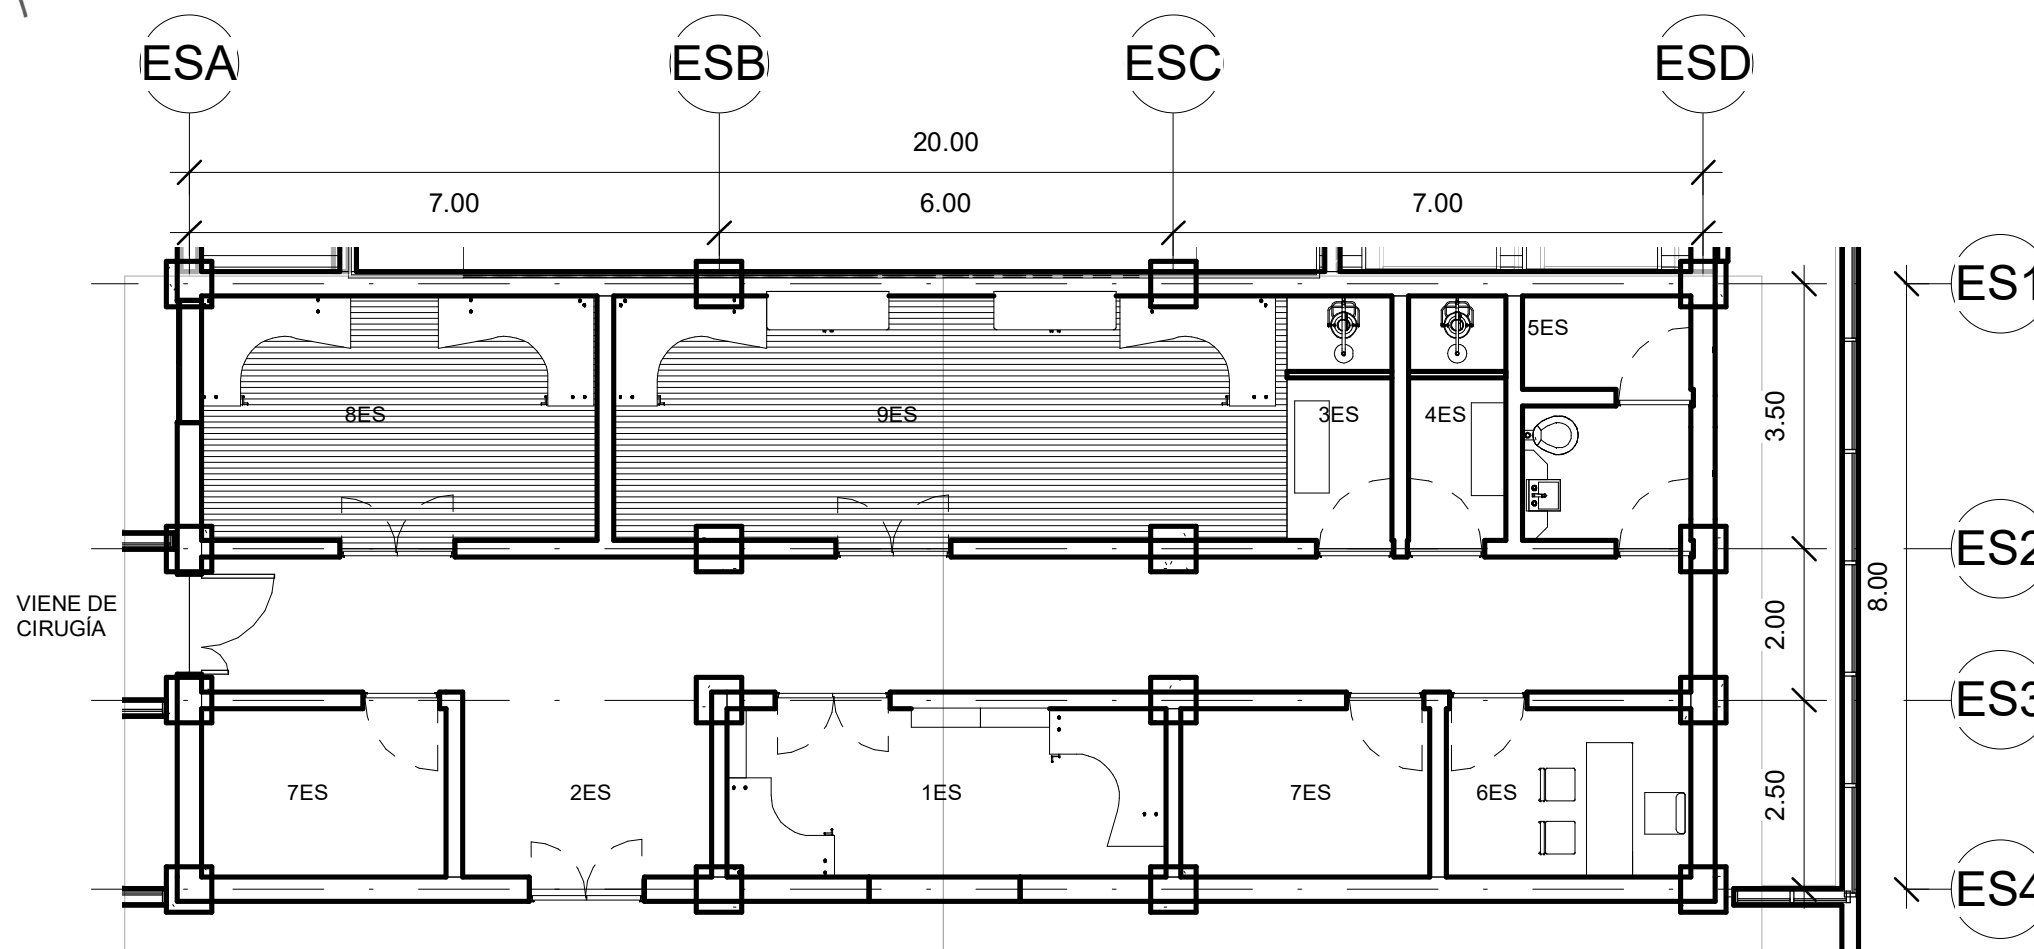 ESA
ESB
ESC
ESD
20.00
7.00
6.00
7.00
ES1
5ES
8ES
9ES
3ES
4ES
3.50
ES2
VIENE DE
CIRUGÍA
8.00
2.00
ES3
7ES
2ES
1ES
7ES
6ES
2.50
ES4